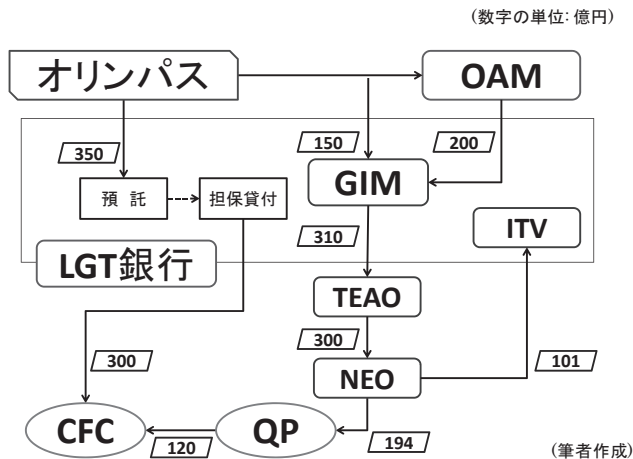 (数字の単位: 億円)
オリンパス
OAM
350
150
200
預 託
担保貸付
GIM
ITV
310
LGT銀行
TEAO
300
300
NEO
101
CFC
QP
120
194
(筆者作成)